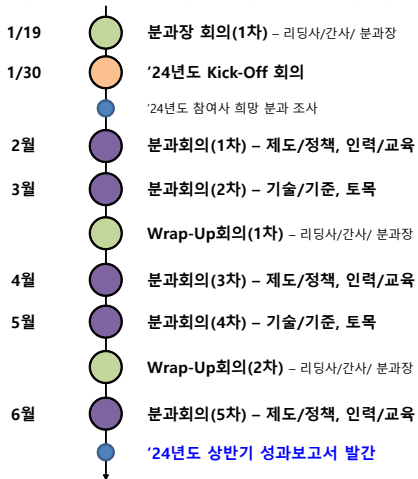 1/19 분과장 회의(1차) – 리딩사/간사/ 분과장
1/30 ’24년도 Kick-Off 회의
’24년도 참여사 희망 분과 조사
2월 분과회의(1차) – 제도/정책, 인력/교육
3월 분과회의(2차) – 기술/기준, 토목
Wrap-Up회의(1차) – 리딩사/간사/ 분과장
4월 분과회의(3차) – 제도/정책, 인력/교육
5월 분과회의(4차) – 기술/기준, 토목
Wrap-Up회의(2차) – 리딩사/간사/ 분과장
6월 분과회의(5차) – 제도/정책, 인력/교육
’24년도 상반기 성과보고서 발간